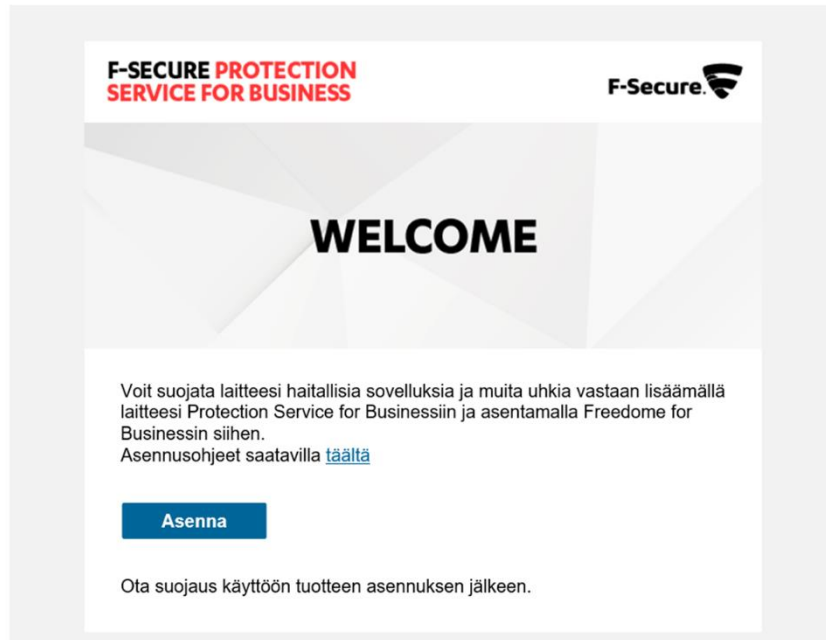 F-SECURE PROTECTION
SERVICE FOR BUSINESS
F-Secure.
WELCOME
Voit suojata laitteesi haitallisia sovelluksia ja muita uhkia vastaan lisäämällä
laitteesi Protection Service for Businessiin ja asentamalla Freedome for
Businessin siihen.
Asennusohjeet saatavilla täältä
Asenna
Ota suojaus käyttöön tuotteen asennuksen jälkeen.